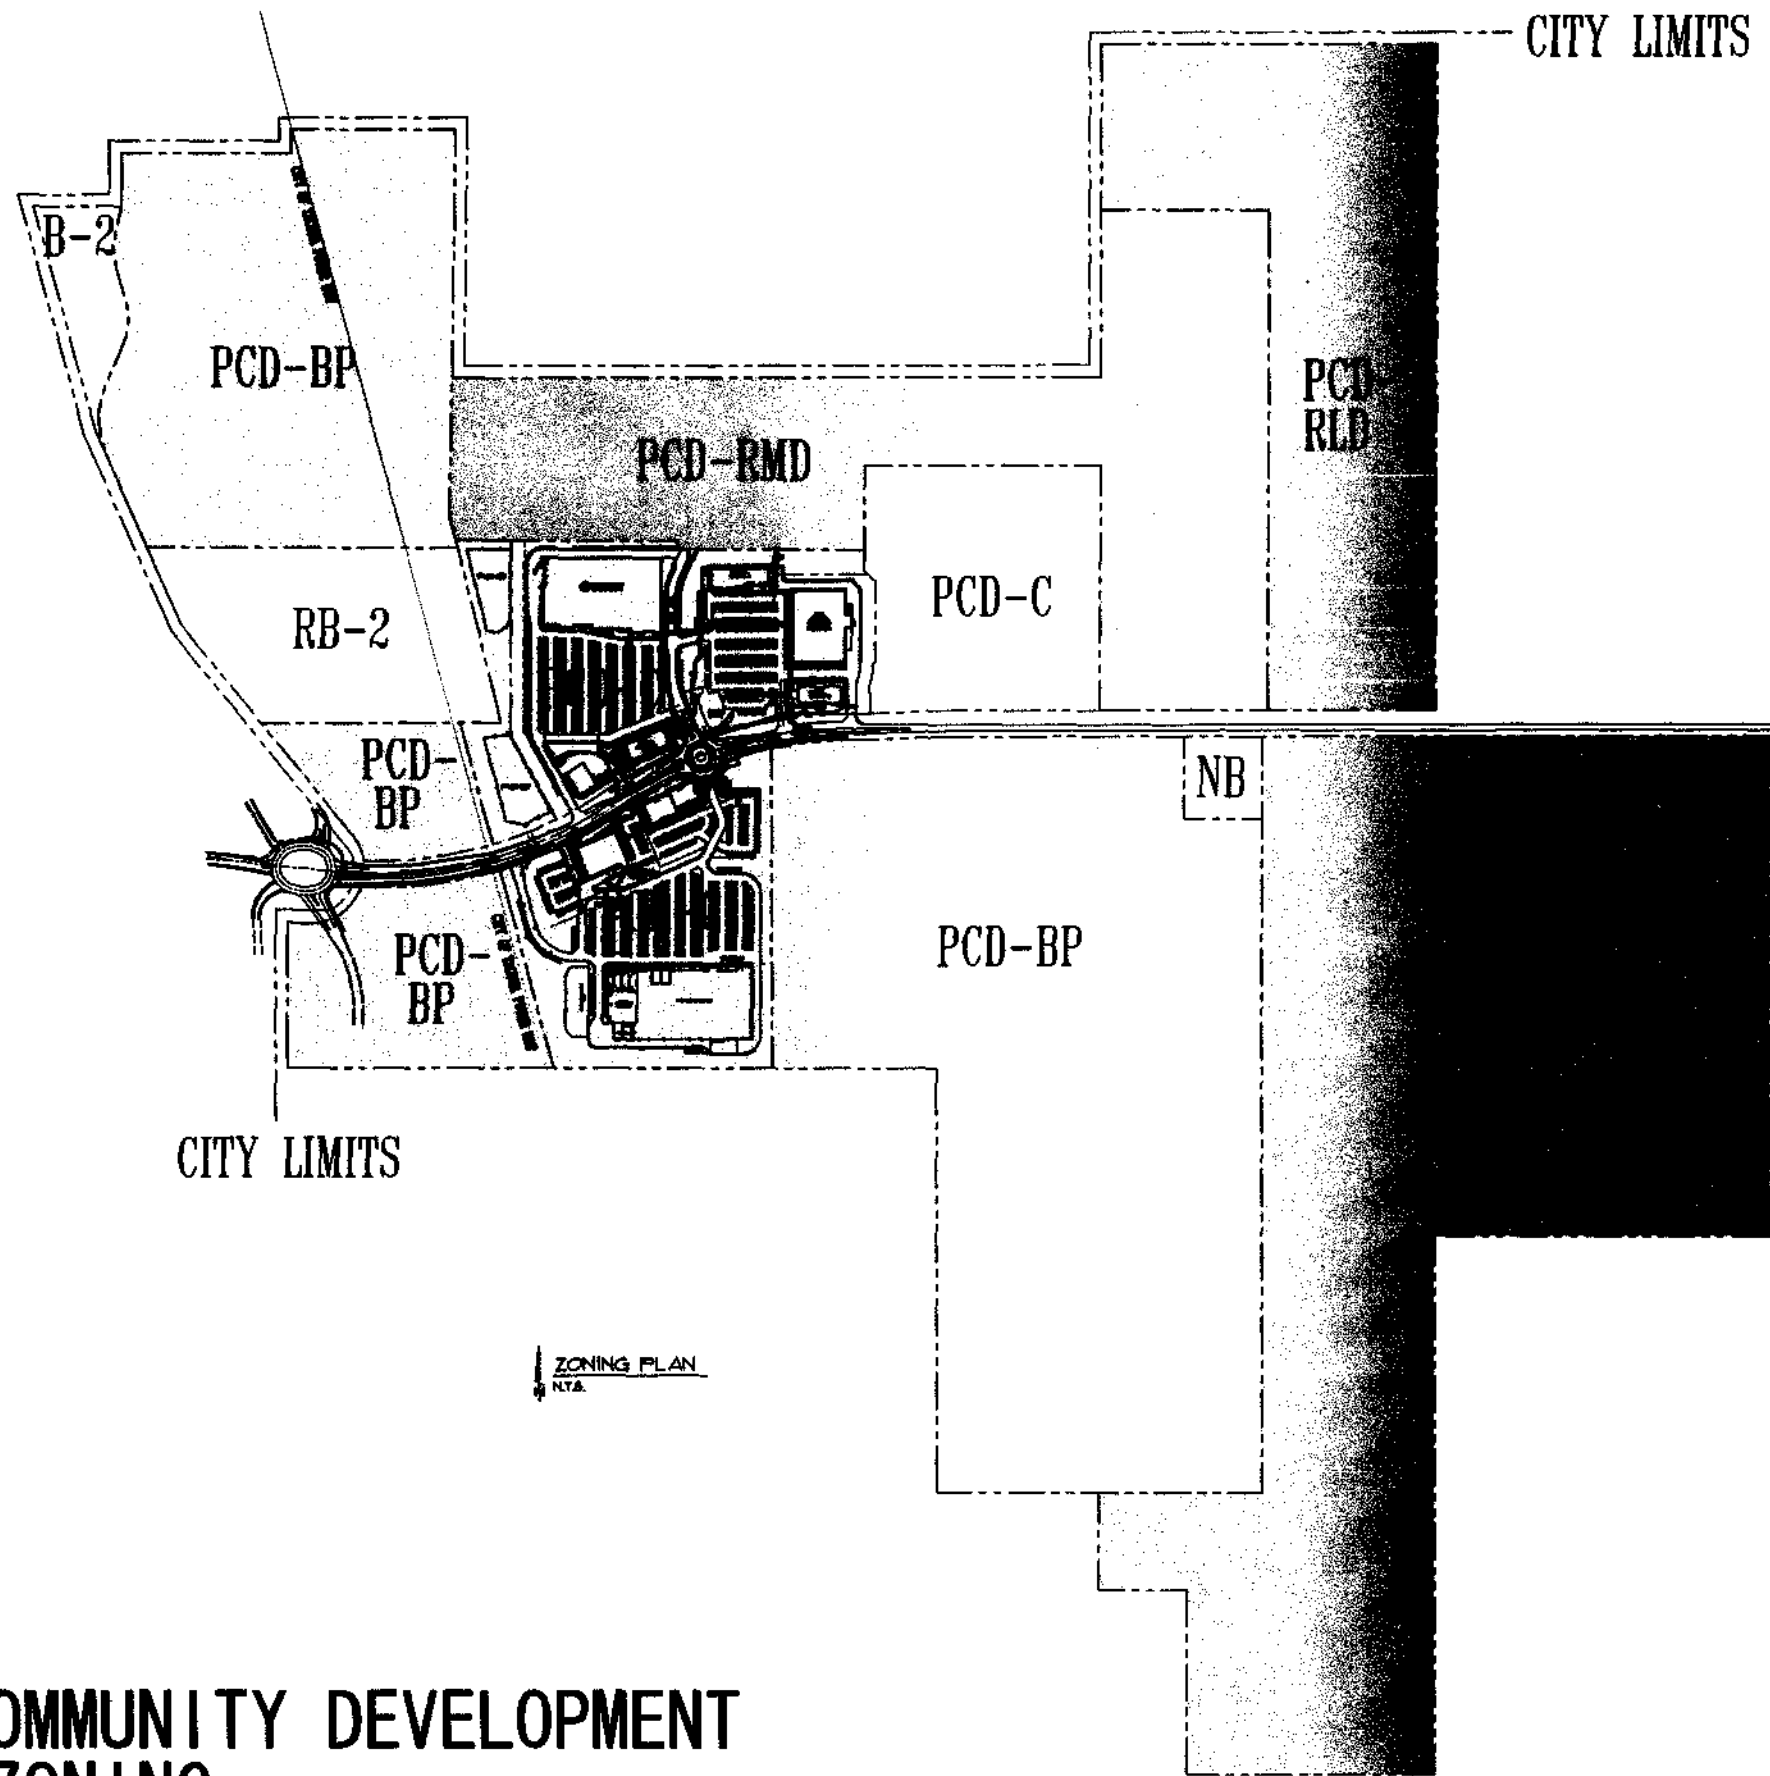 CITY LIMITS
B-2
PCD-BP
PCD
RLD
PCD-RMD
PCD-C
RB-2
PCD-
BP
NB
PCD-
BP
PCD-BP
CITY LIMITS
ZONING PLAN
N.T.S.
OMMUNITY DEVELOPMENT
ZONING